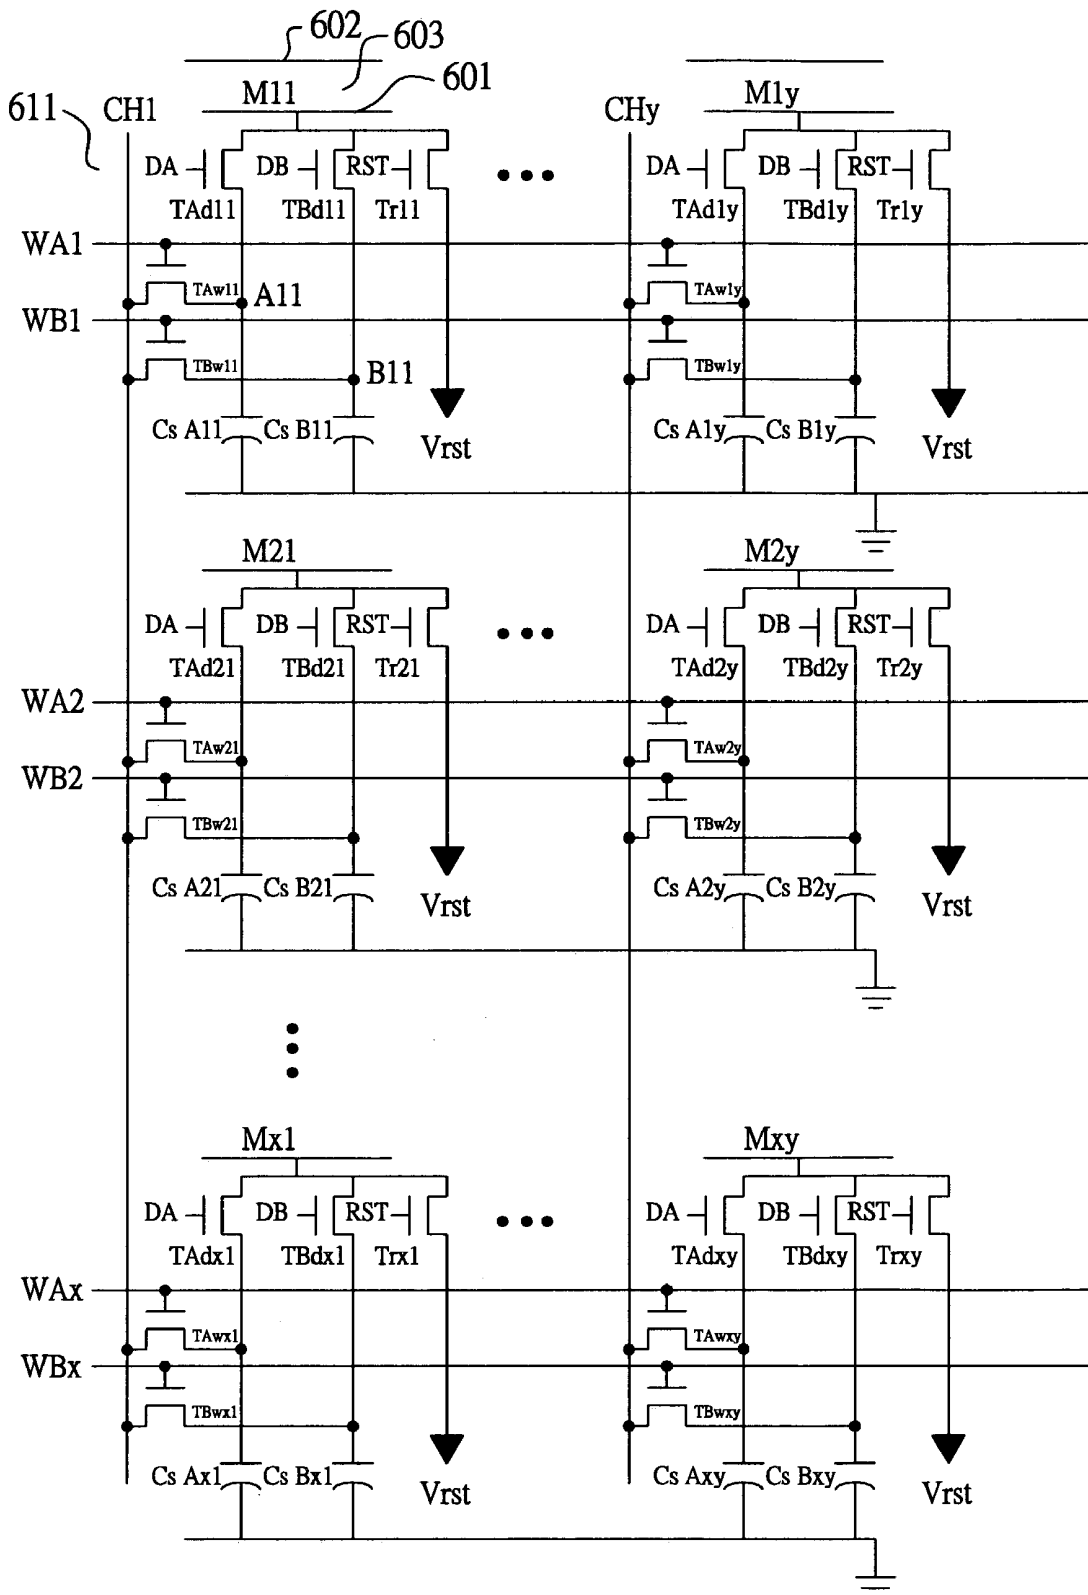 602
603
M11
601
M1y
611
CH1
CHy
DA
DB
RST
DA
DB
RST
TAd11
TBd11
Tr11
TAd1y
TBd1y
Tr1y
WA1
TAw11
A11
TAw1y
WB1
TBw11
B11
TBw1y
Cs A11
Cs B11
Vrst
Cs A1y
Cs B1y
Vrst
M21
M2y
DA
DB
RST
DA
DB
RST
TAd21
TBd21
Tr21
TAd2y
TBd2y
Tr2y
WA2
TAw21
TAw2y
WB2
TBw21
TBw2y
Cs A21
Cs B21
Vrst
Cs A2y
Cs B2y
Vrst
Mx1
Mxy
DA
DB
RST
DA
DB
RST
TAdx1
TBdx1
Trx1
TAdxy
TBdxy
Trxy
WAx
TAwx1
TAwxy
WBx
TBwx1
TBwxy
Cs Ax1
Cs Bx1
Vrst
Cs Axy
Cs Bxy
Vrst